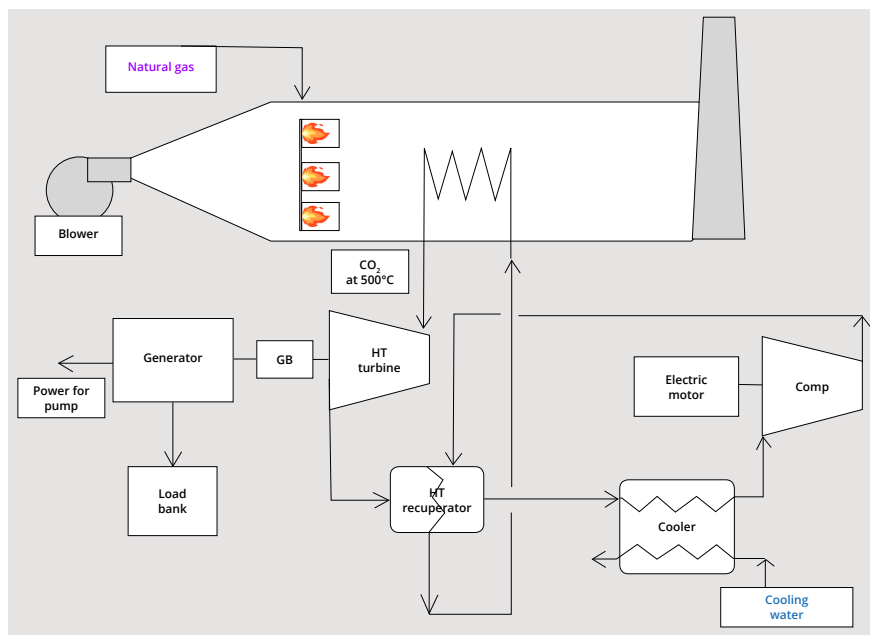 Natural gas
Blower
CO₂
at 500°C
Generator
GB
HT
turbine
Power for
pump
Electric
motor
Comp
Load
bank
HT
recuperator
Cooler
Cooling
water